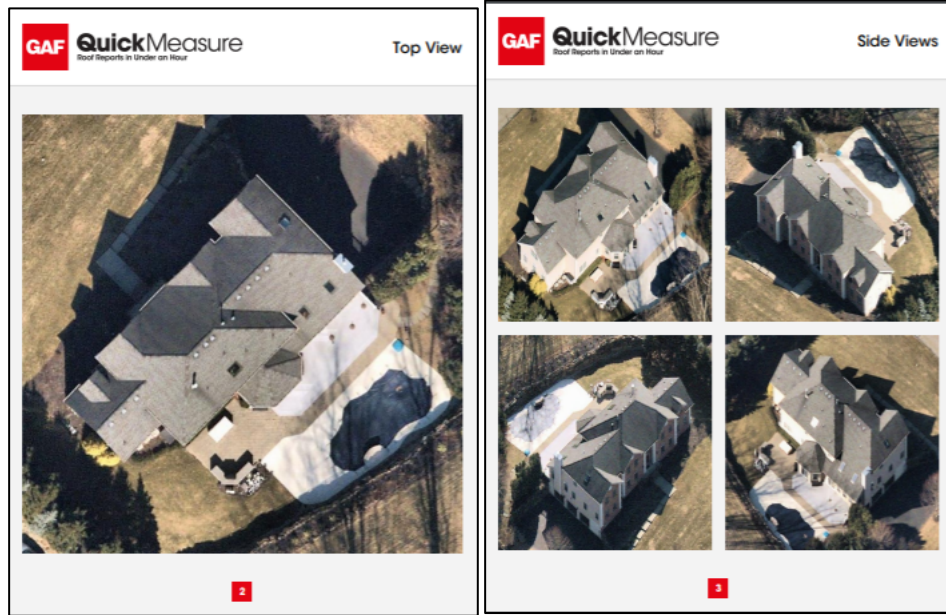 GAF
QuickMeasure
Roof Reports in Under an Hour
Top View
2
GAF
QuickMeasure
Roof Reports in Under an Hour
Side Views
3